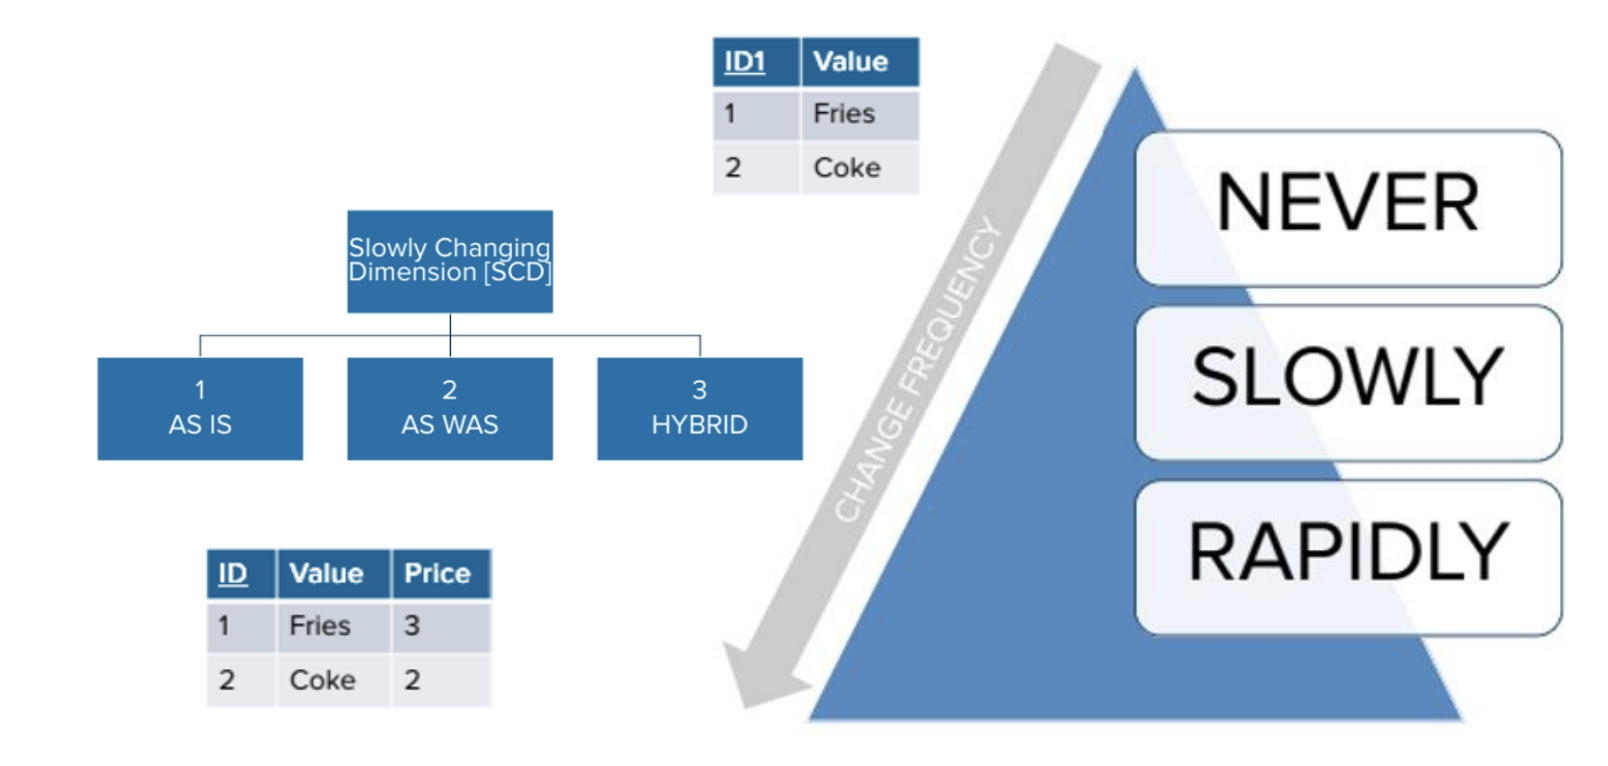 ID1 Value
1 Fries
2 Coke
Slowly Changing
Dimension [SCD]
1
AS IS
2
AS WAS
3
HYBRID
ID Value Price
1 Fries 3
2 Coke 2
CHANGE FREQUENCY
NEVER
SLOWLY
RAPIDLY